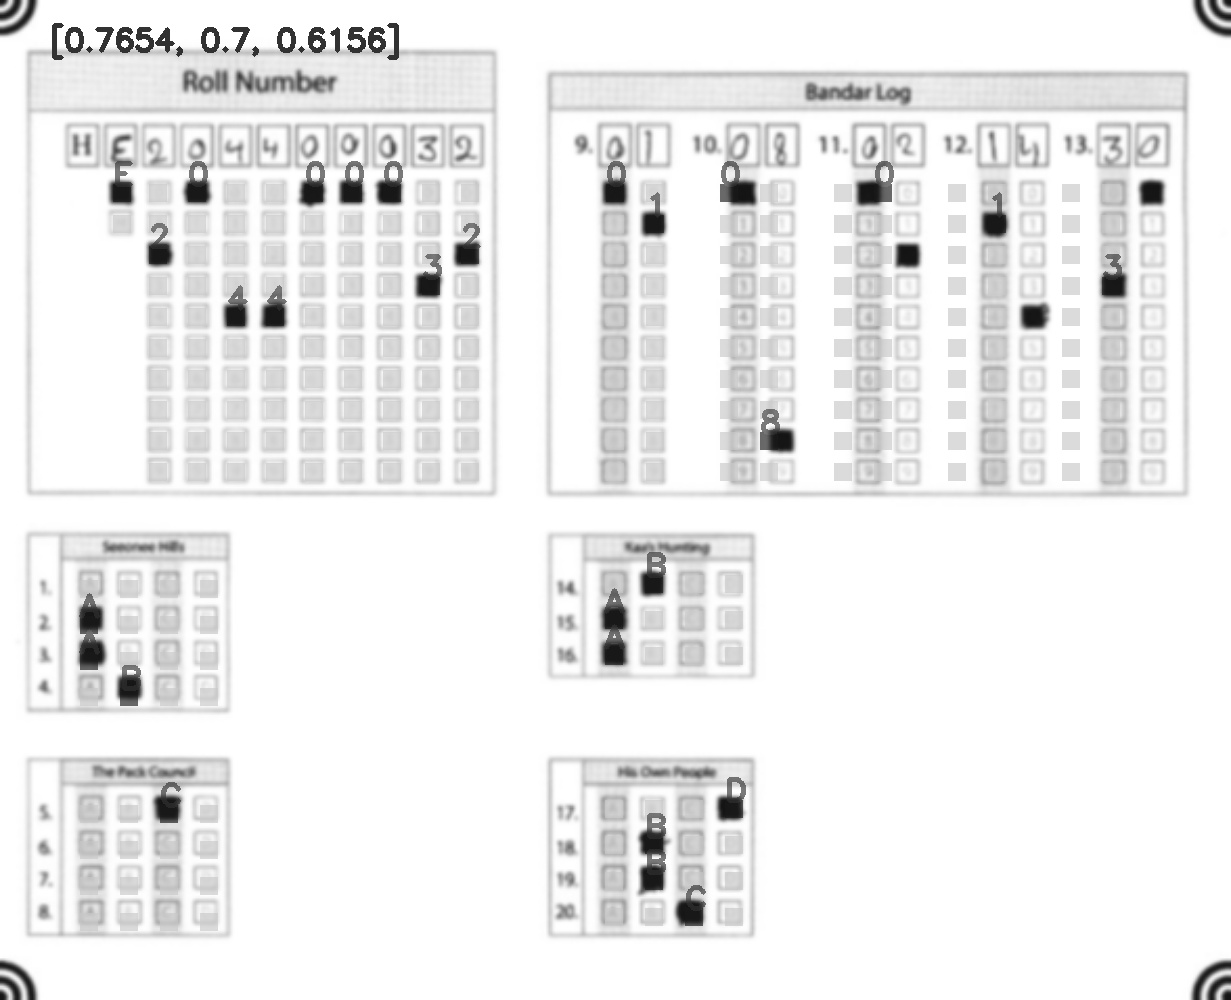 [0.7654, 0.7, 0.6156]
Roll Number
H E 2 0 4 4 0 0 0 3 2
E 0 0 0 0
2 2
3
4 4
Bandar Log
9. 0 1 10. 0 8 11. 0 2 12. 1 4 13. 3 0
0 0 0
1 1
3
8
Seeonee Hills
1.
2. A
3. A
4. B
Kaa's Hunting
14. B
15. A
16. A
The Pack Council
5. C
6.
7.
8.
His Own People
17. D
18. B
19. B
20. C